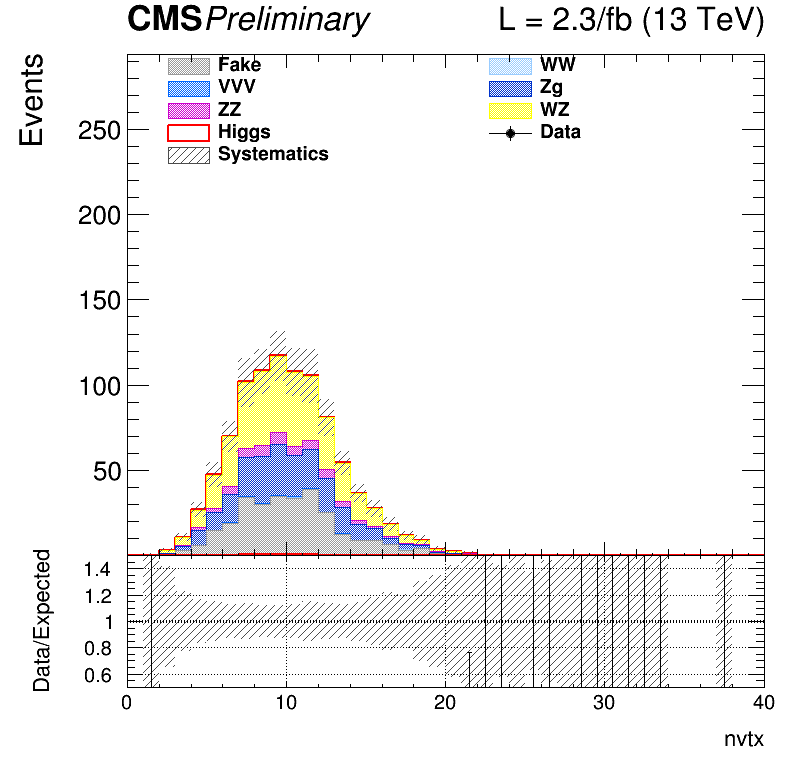 CMS Preliminary L = 2.3/fb (13 TeV)
Events
Fake WW
VVV Zg
ZZ WZ
Higgs Data
Systematics
250
200
150
100
50
Data/Expected
1.4
1.2
1
0.8
0.6
0 10 20 30 40
nvtx